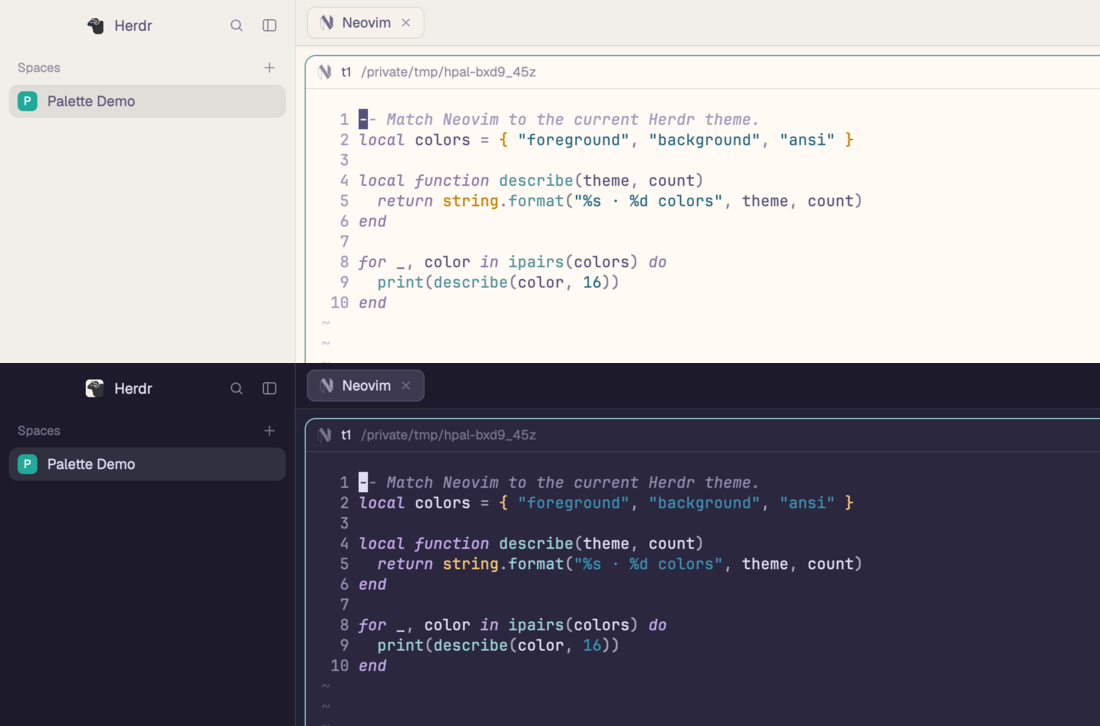 Herdr
Neovim ×
Spaces +
t1 /private/tmp/hpal-bxd9_45z
P Palette Demo
1 -- Match Neovim to the current Herdr theme.
2 local colors = { "foreground", "background", "ansi" }
3
4 local function describe(theme, count)
5   return string.format("%s · %d colors", theme, count)
6 end
7
8 for _, color in ipairs(colors) do
9   print(describe(color, 16))
10 end
~
~
Herdr
Neovim ×
Spaces +
t1 /private/tmp/hpal-bxd9_45z
P Palette Demo
1 -- Match Neovim to the current Herdr theme.
2 local colors = { "foreground", "background", "ansi" }
3
4 local function describe(theme, count)
5   return string.format("%s · %d colors", theme, count)
6 end
7
8 for _, color in ipairs(colors) do
9   print(describe(color, 16))
10 end
~
~